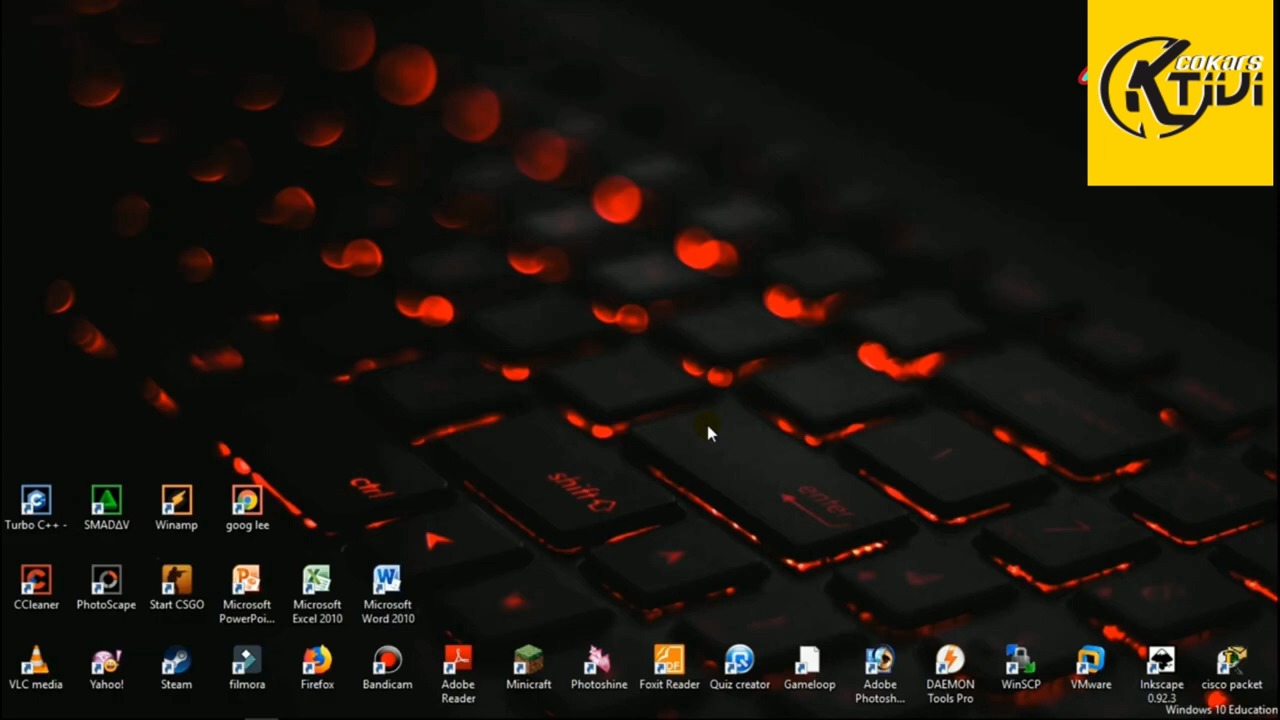 cokars
KTIVI
ctrl
shift
enter
Turbo C++ -
SMADΔV
Winamp
goog lee
CCleaner
PhotoScape
Start CSGO
Microsoft
PowerPoi...
Microsoft
Excel 2010
Microsoft
Word 2010
VLC media
Yahoo!
Steam
filmora
Firefox
Bandicam
Adobe
Reader
Minicraft
Photoshine
Foxit Reader
Quiz creator
Gameloop
Adobe
Photosh...
DAEMON
Tools Pro
WinSCP
VMware
Inkscape
0.92.3
cisco packet
Windows 10 Education